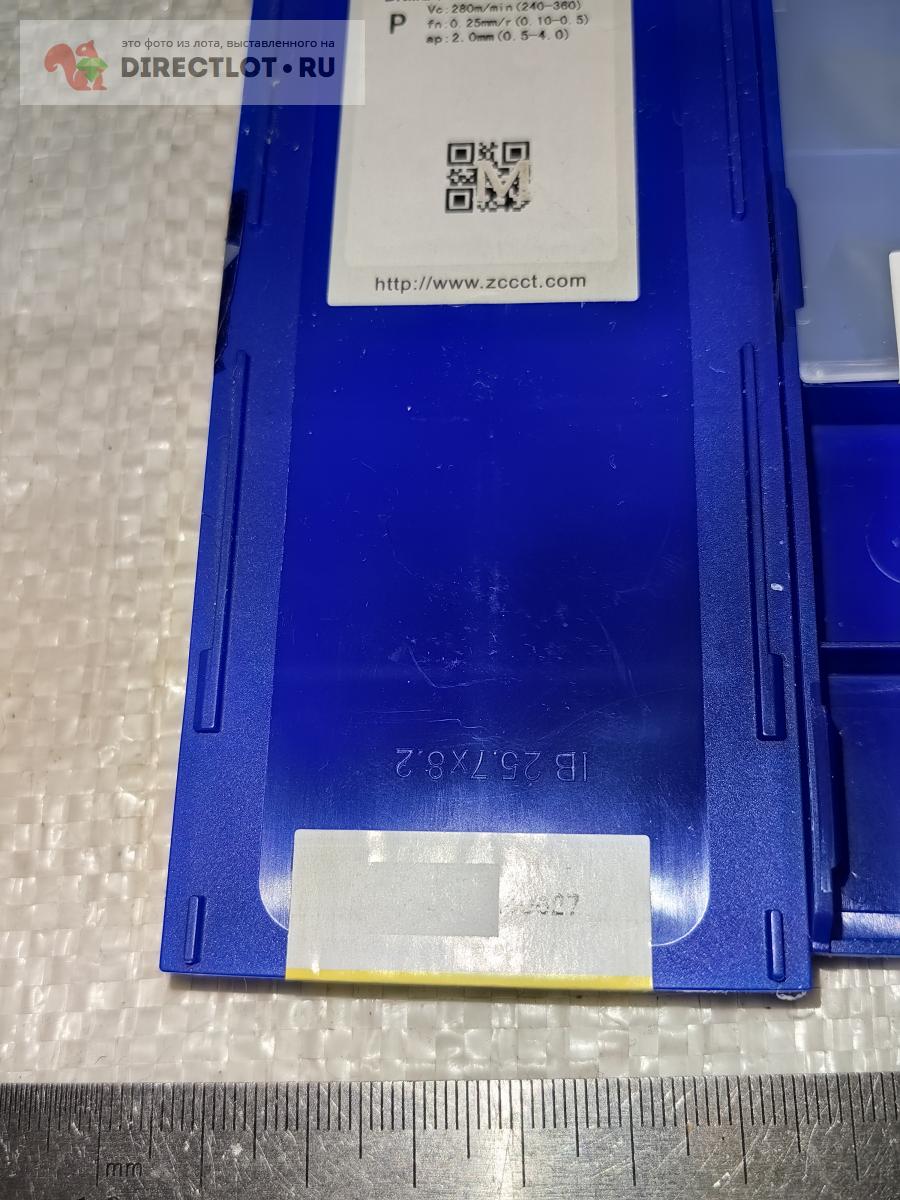 это фото из лота, выставленного на
DIRECTLOT•RU
Vc:280m/min(240-360)
P
fn:0.25mm/r(0.10-0.5)
ap:2.0mm(0.5-4.0)
M
http://www.zccct.com
IB 25.7x8.2
mm